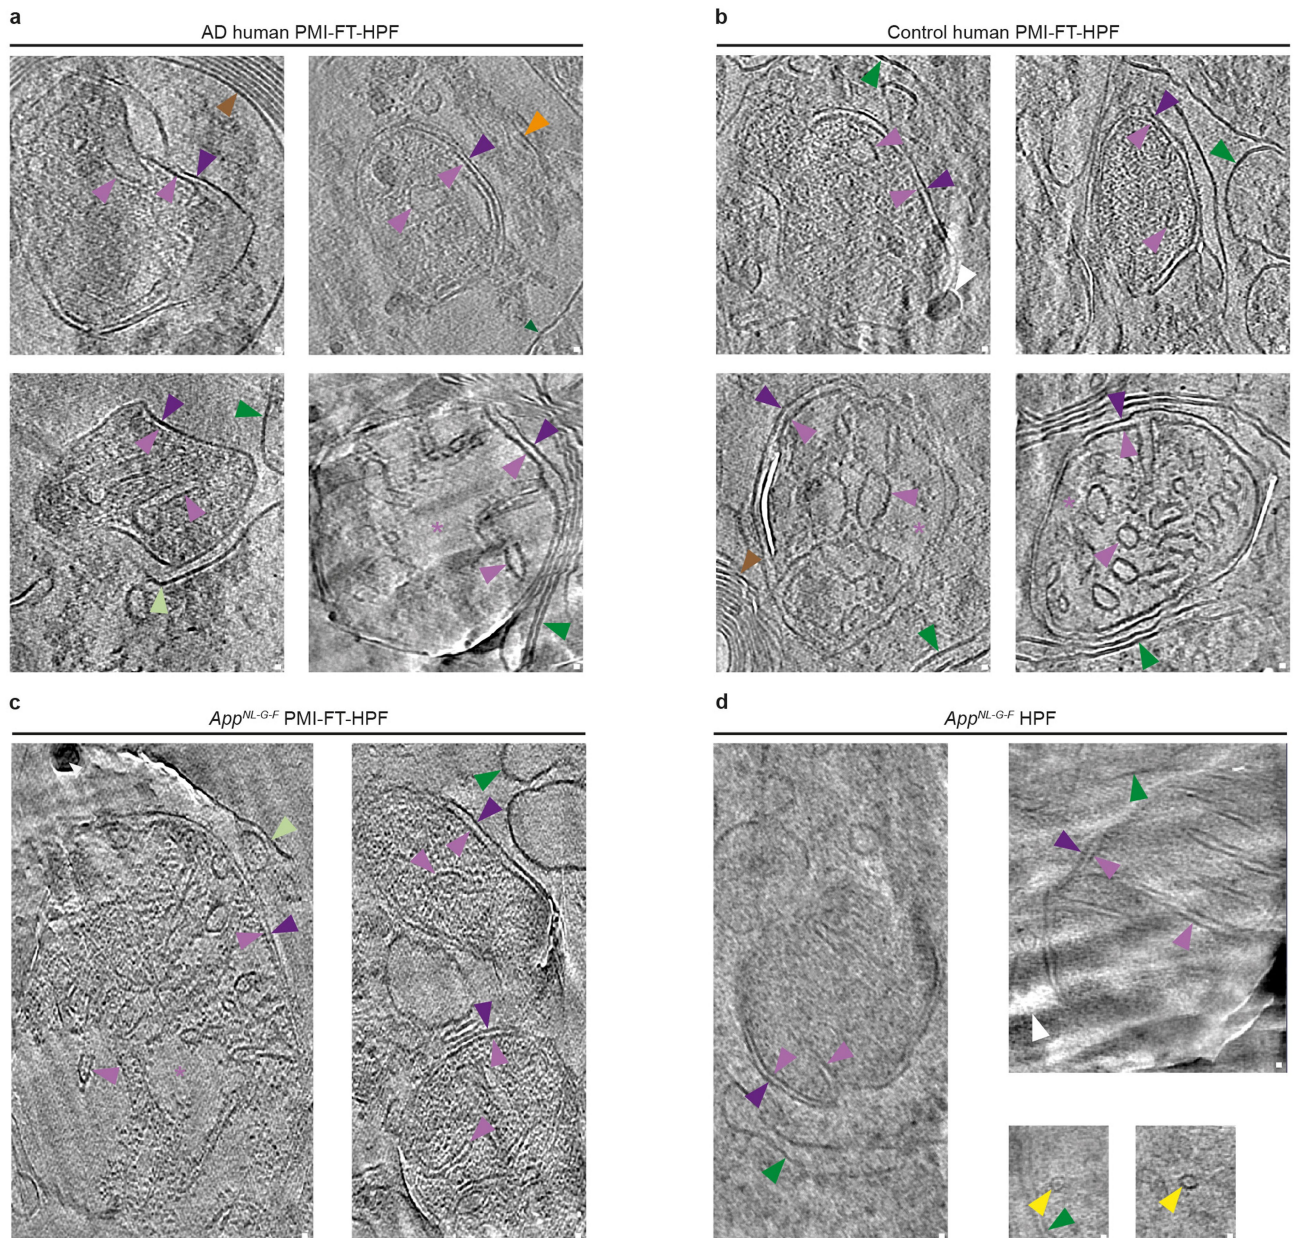 a
AD human PMI-FT-HPF
b
Control human PMI-FT-HPF
*
*
*
c
App^NL-G-F PMI-FT-HPF
d
App^NL-G-F HPF
*